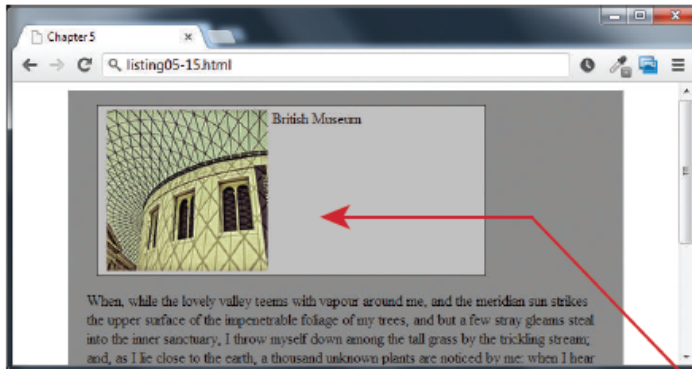 Chapter 5
listing05-15.html
British Museum
When, while the lovely valley teems with vapour around me, and the meridian sun strikes
the upper surface of the impenetrable foliage of my trees, and but a few stray gleams steal
into the inner sanctuary, I throw myself down among the tall grass by the trickling stream;
and, as I lie close to the earth, a thousand unknown plants are noticed by me: when I hear